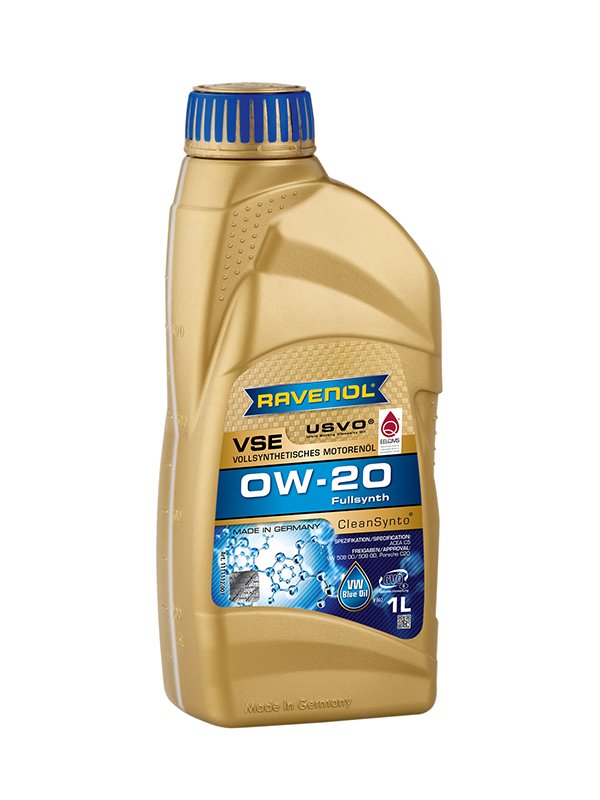 RAVENOL®
USVO®
VSE
VOLLSYNTHETISCHES MOTORENÖL
EELQMS
0W-20
Fullsynth
CleanSynto®
MADE IN GERMANY
SPEZIFIKATION/SPECIFICATION:
ACEA C5
FREIGABEN/APPROVAL:
VW 508 00/509 00, Porsche C20
VW
Blue Oil
1L
Made in Germany